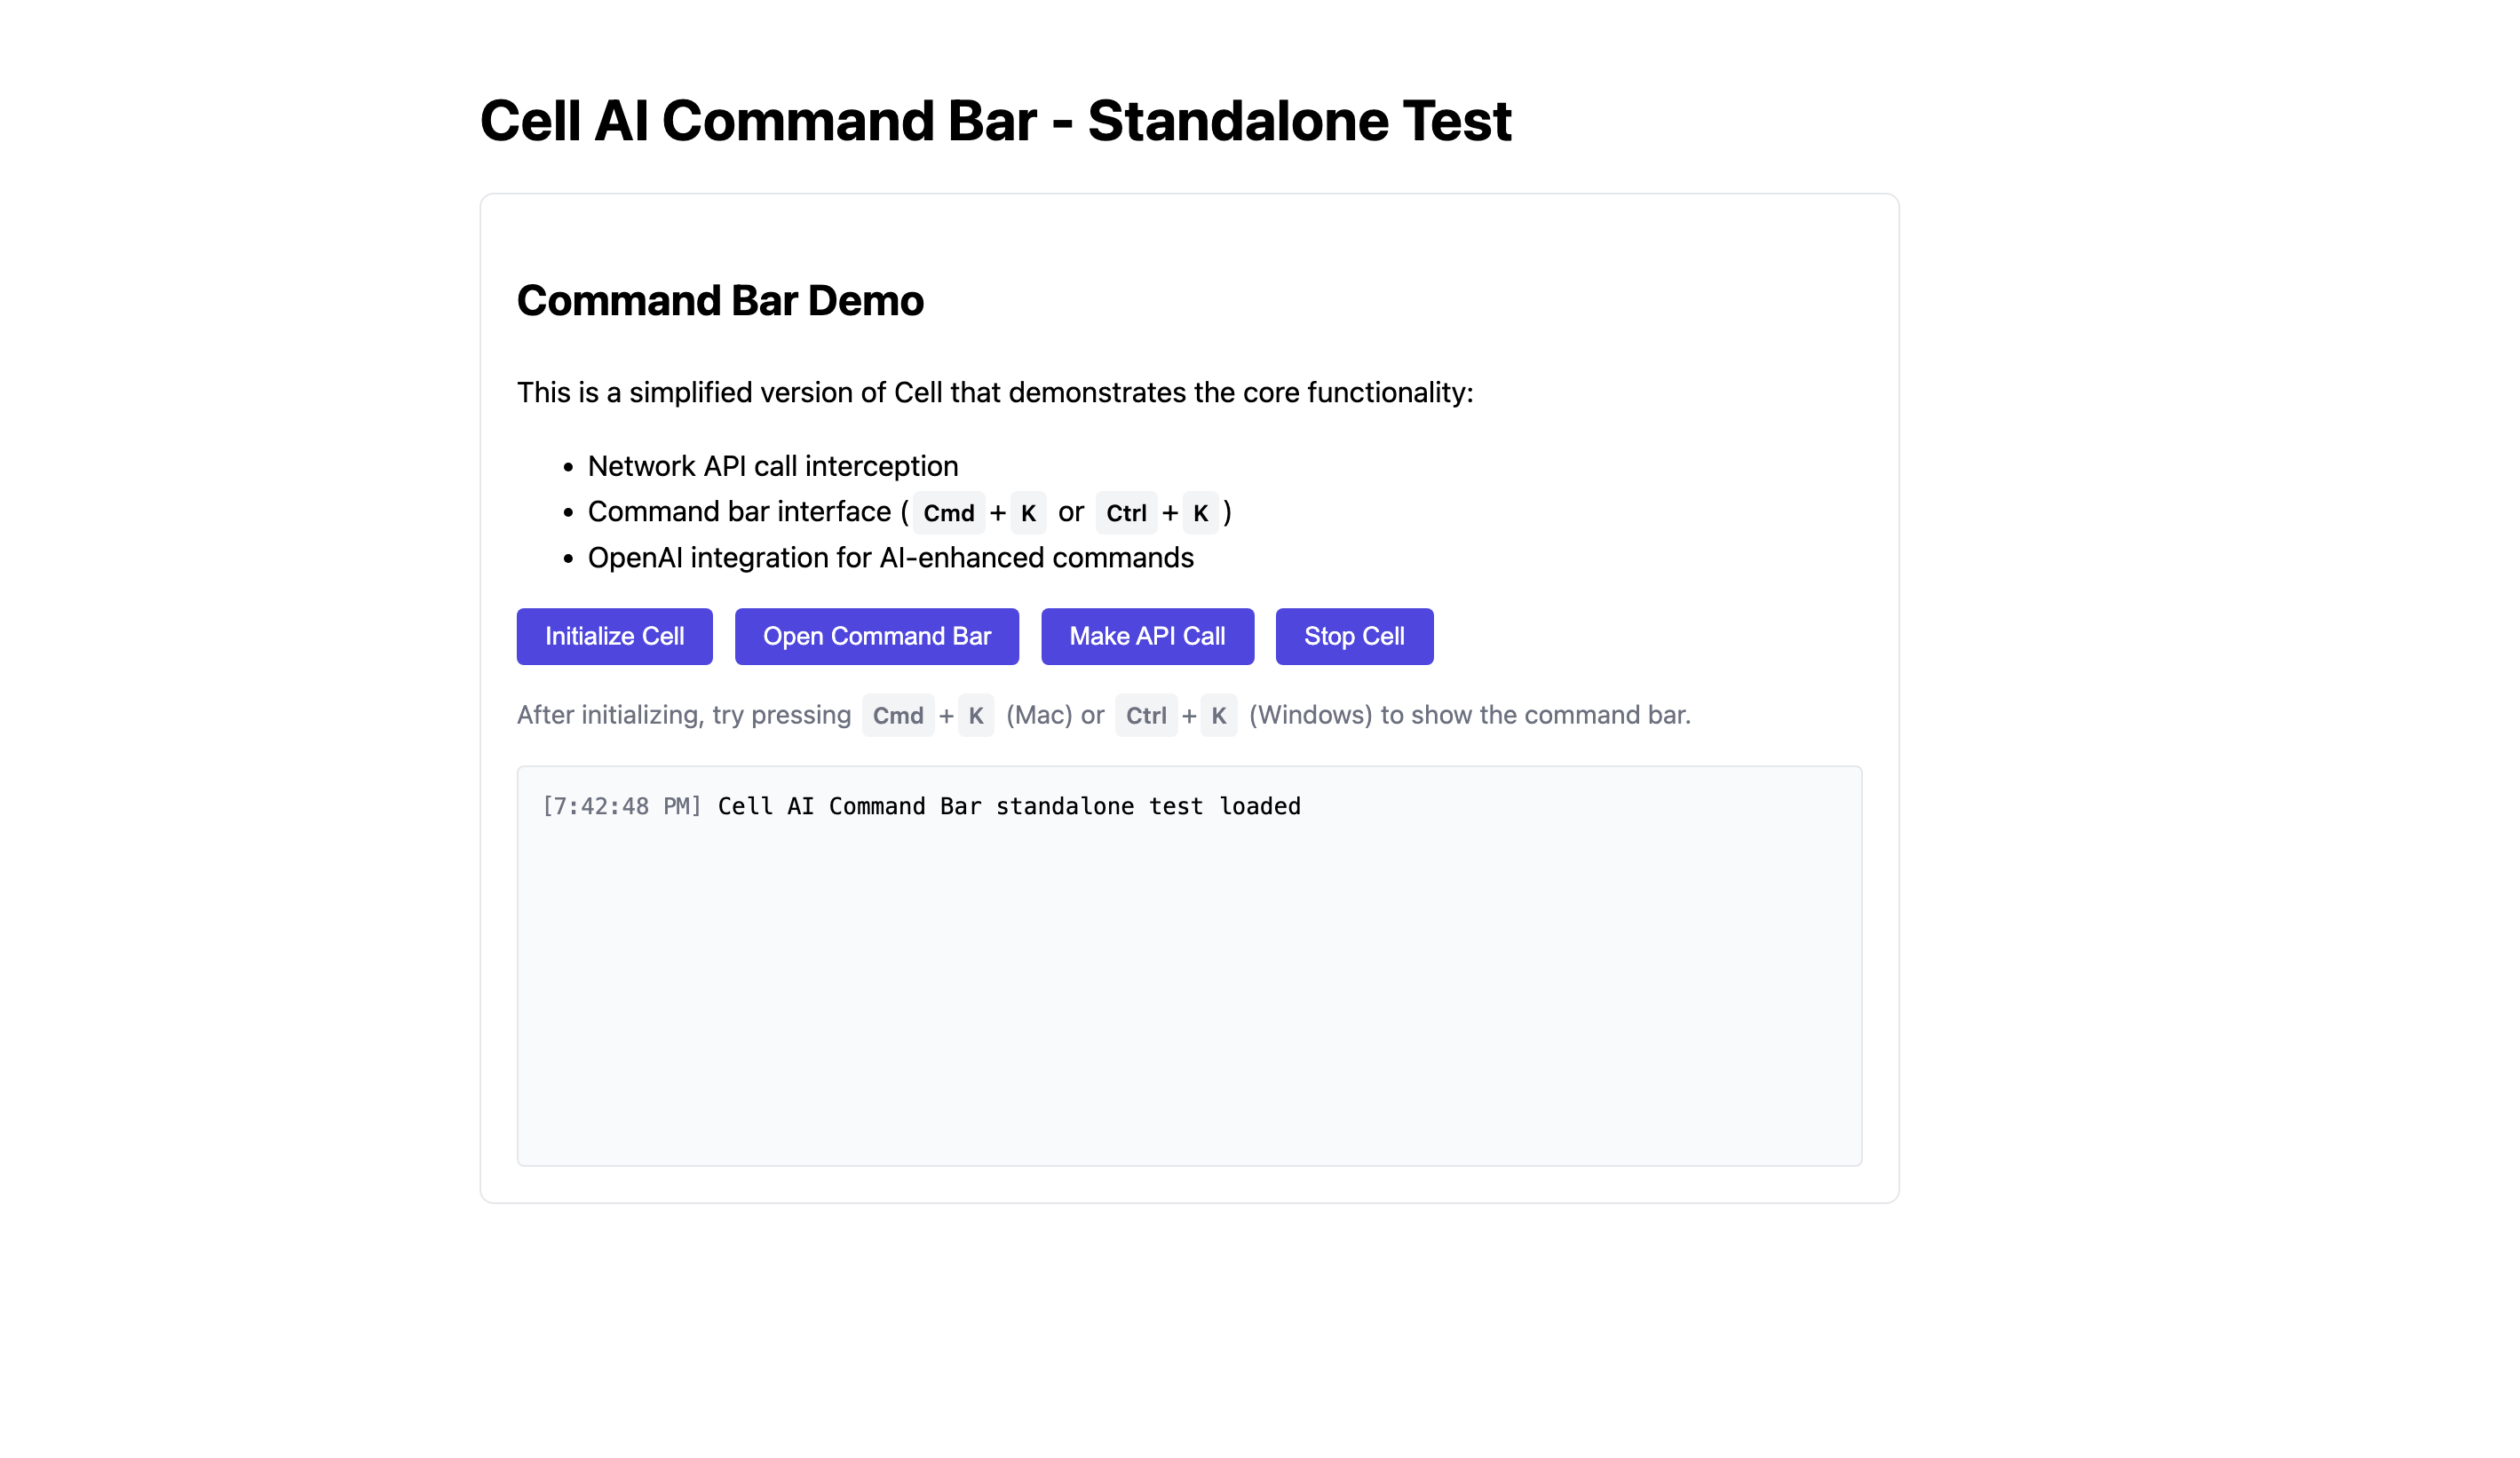 Cell AI Command Bar - Standalone Test
Command Bar Demo
This is a simplified version of Cell that demonstrates the core functionality:
• Network API call interception
• Command bar interface ( Cmd + K or Ctrl + K )
• OpenAI integration for AI-enhanced commands
Initialize Cell Open Command Bar Make API Call Stop Cell
After initializing, try pressing Cmd + K (Mac) or Ctrl + K (Windows) to show the command bar.
[7:42:48 PM] Cell AI Command Bar standalone test loaded